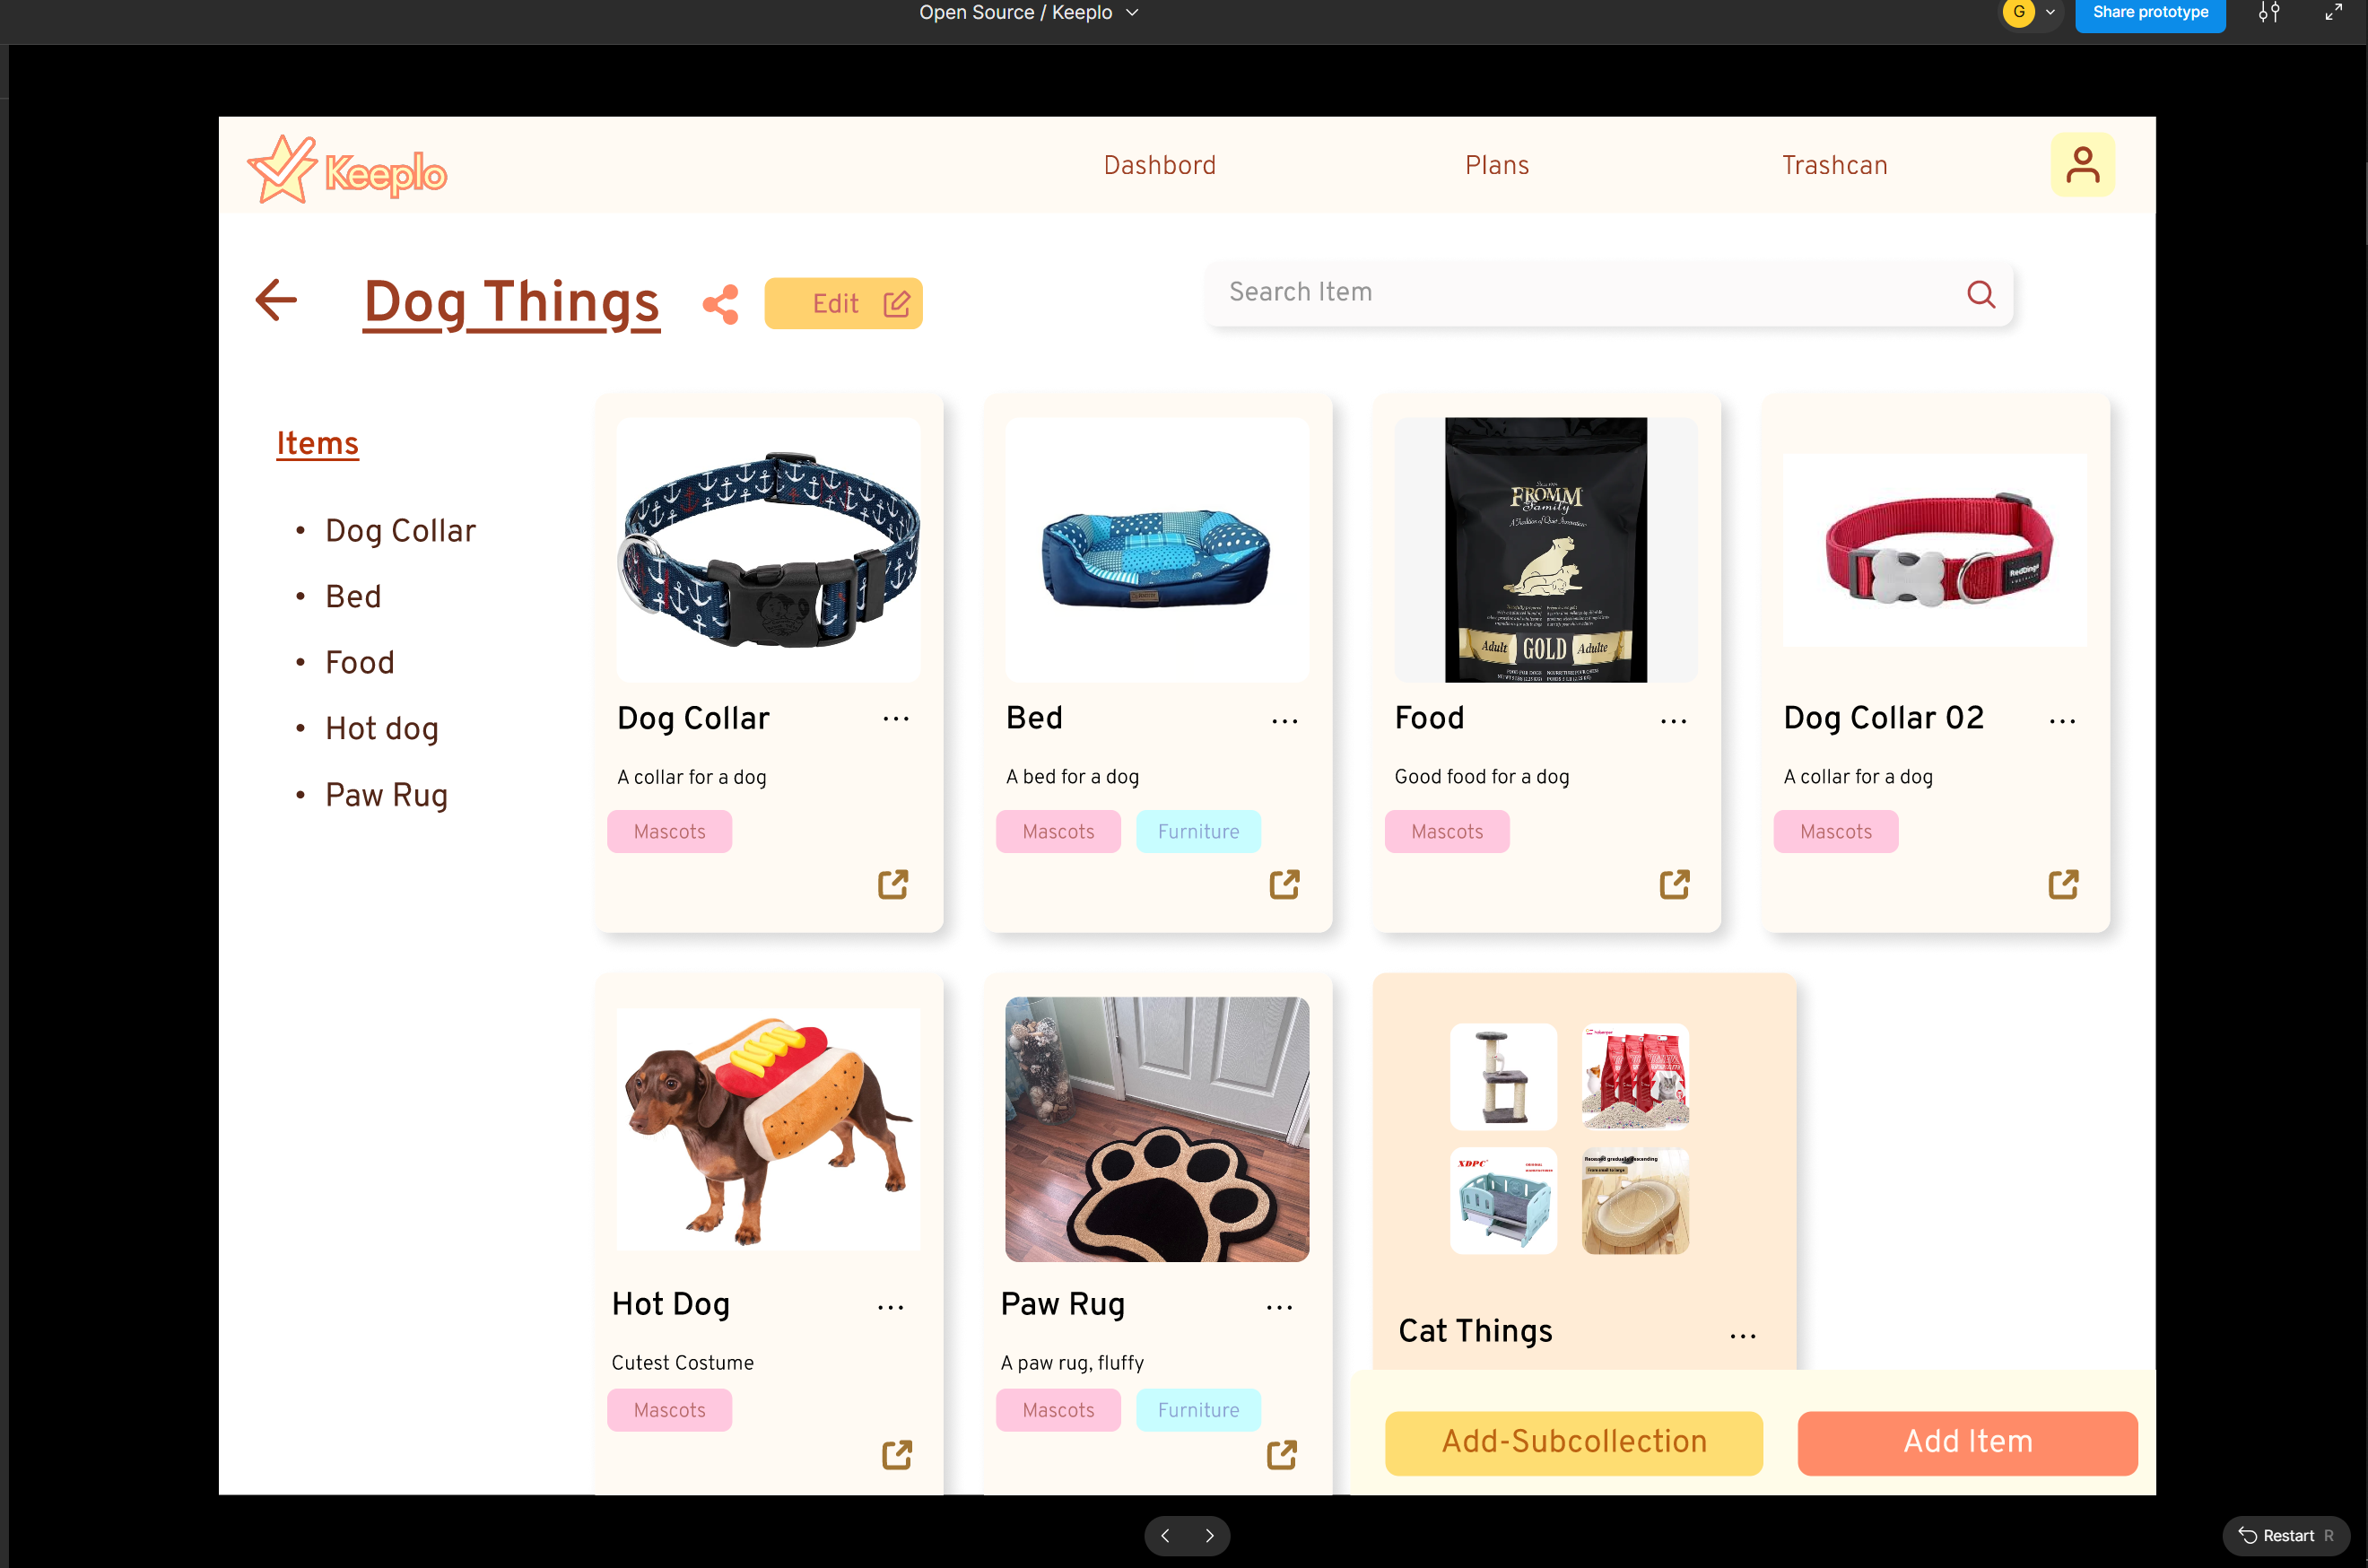 Open Source / Keeplo
G
Share prototype
Keeplo
Dashbord
Plans
Trashcan
Dog Things
Edit
Search Item
Items
• Dog Collar
• Bed
• Food
• Hot dog
• Paw Rug
FROMM
Family
Adult GOLD Adulte
Dog Collar
...
A collar for a dog
Mascots
Bed
...
A bed for a dog
Mascots
Furniture
Food
...
Good food for a dog
Mascots
RedDingo
Dog Collar 02
...
A collar for a dog
Mascots
Hot Dog
...
Cutest Costume
Mascots
Paw Rug
...
A paw rug, fluffy
Mascots
Furniture
XDPC
Cat Things
...
Add-Subcollection
Add Item
Restart R